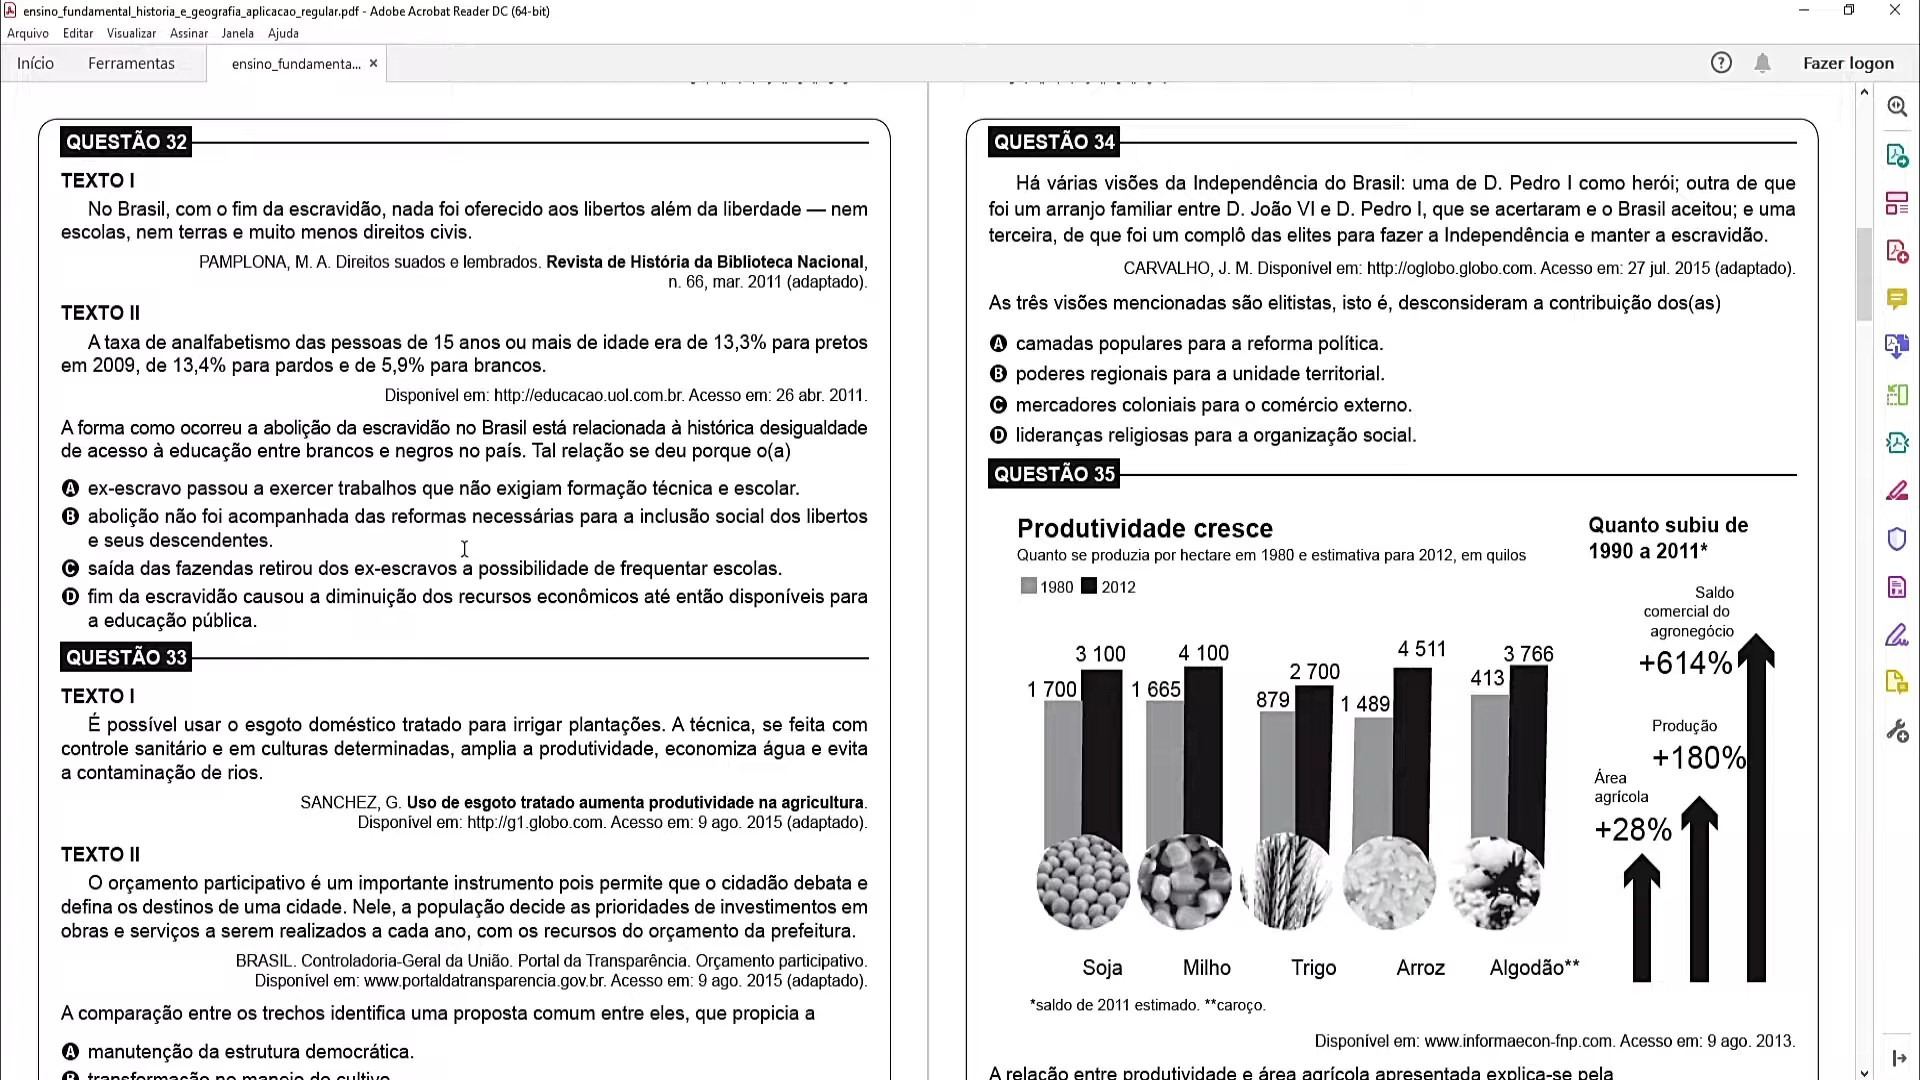 ensino_fundamental_historia_e_geografia_aplicacao_regular.pdf - Adobe Acrobat Reader DC (64-bit)
Arquivo Editar Visualizar Assinar Janela Ajuda
Início Ferramentas ensino_fundamenta... × Fazer logon
QUESTÃO 32
TEXTO I
No Brasil, com o fim da escravidão, nada foi oferecido aos libertos além da liberdade — nem
escolas, nem terras e muito menos direitos civis.
PAMPLONA, M. A. Direitos suados e lembrados. Revista de História da Biblioteca Nacional,
n. 66, mar. 2011 (adaptado).
TEXTO II
A taxa de analfabetismo das pessoas de 15 anos ou mais de idade era de 13,3% para pretos
em 2009, de 13,4% para pardos e de 5,9% para brancos.
Disponível em: http://educacao.uol.com.br. Acesso em: 26 abr. 2011.
A forma como ocorreu a abolição da escravidão no Brasil está relacionada à histórica desigualdade
de acesso à educação entre brancos e negros no país. Tal relação se deu porque o(a)
A ex-escravo passou a exercer trabalhos que não exigiam formação técnica e escolar.
B abolição não foi acompanhada das reformas necessárias para a inclusão social dos libertos
e seus descendentes.
C saída das fazendas retirou dos ex-escravos a possibilidade de frequentar escolas.
D fim da escravidão causou a diminuição dos recursos econômicos até então disponíveis para
a educação pública.
QUESTÃO 33
TEXTO I
É possível usar o esgoto doméstico tratado para irrigar plantações. A técnica, se feita com
controle sanitário e em culturas determinadas, amplia a produtividade, economiza água e evita
a contaminação de rios.
SANCHEZ, G. Uso de esgoto tratado aumenta produtividade na agricultura.
Disponível em: http://g1.globo.com. Acesso em: 9 ago. 2015 (adaptado).
TEXTO II
O orçamento participativo é um importante instrumento pois permite que o cidadão debata e
defina os destinos de uma cidade. Nele, a população decide as prioridades de investimentos em
obras e serviços a serem realizados a cada ano, com os recursos do orçamento da prefeitura.
BRASIL. Controladoria-Geral da União. Portal da Transparência. Orçamento participativo.
Disponível em: www.portaldatransparencia.gov.br. Acesso em: 9 ago. 2015 (adaptado).
A comparação entre os trechos identifica uma proposta comum entre eles, que propicia a
A manutenção da estrutura democrática.
B transformação no manejo do cultivo.
QUESTÃO 34
Há várias visões da Independência do Brasil: uma de D. Pedro I como herói; outra de que
foi um arranjo familiar entre D. João VI e D. Pedro I, que se acertaram e o Brasil aceitou; e uma
terceira, de que foi um complô das elites para fazer a Independência e manter a escravidão.
CARVALHO, J. M. Disponível em: http://oglobo.globo.com. Acesso em: 27 jul. 2015 (adaptado).
As três visões mencionadas são elitistas, isto é, desconsideram a contribuição dos(as)
A camadas populares para a reforma política.
B poderes regionais para a unidade territorial.
C mercadores coloniais para o comércio externo.
D lideranças religiosas para a organização social.
QUESTÃO 35
Produtividade cresce
Quanto se produzia por hectare em 1980 e estimativa para 2012, em quilos
1980 2012
1 700 3 100
1 665 4 100
879 2 700
1 489 4 511
413 3 766
Soja Milho Trigo Arroz Algodão**
Quanto subiu de
1990 a 2011*
Saldo
comercial do
agronegócio
+614%
Produção
+180%
Área
agrícola
+28%
*saldo de 2011 estimado. **caroço.
Disponível em: www.informaecon-fnp.com. Acesso em: 9 ago. 2013.
A relação entre produtividade e área agrícola apresentada explica-se pela